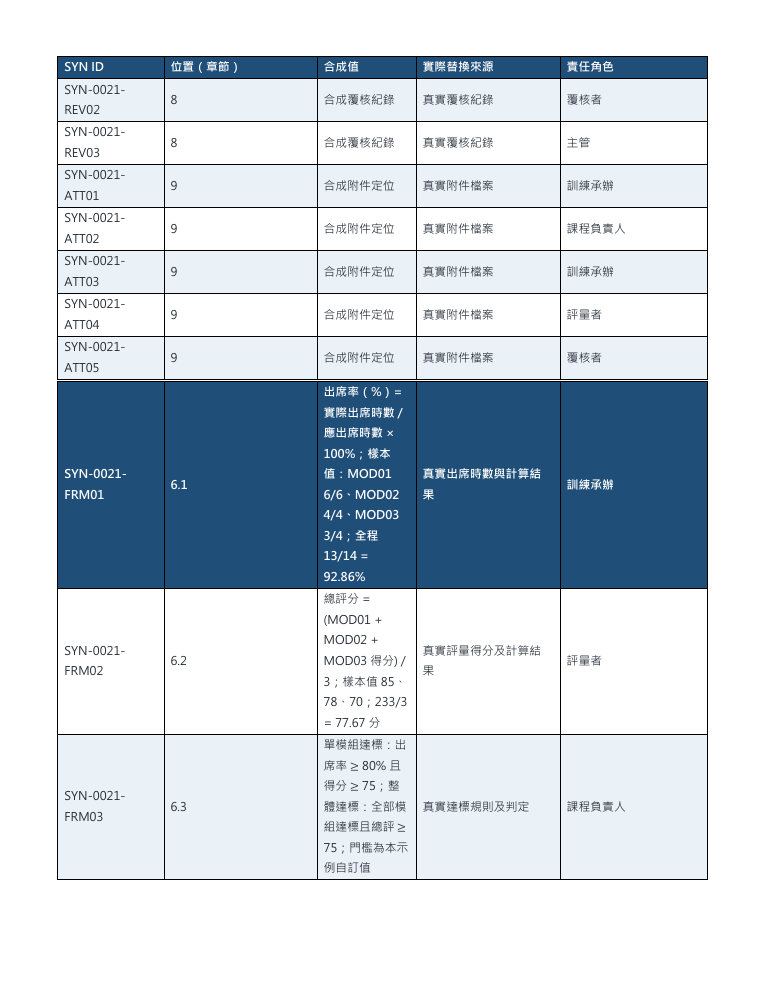 SYN ID 位置（章節） 合成值 實際替換來源 責任角色
SYN-0021-
REV02
8 合成覆核紀錄 真實覆核紀錄 覆核者
SYN-0021-
REV03
8 合成覆核紀錄 真實覆核紀錄 主管
SYN-0021-
ATT01
9 合成附件定位 真實附件檔案 訓練承辦
SYN-0021-
ATT02
9 合成附件定位 真實附件檔案 課程負責人
SYN-0021-
ATT03
9 合成附件定位 真實附件檔案 訓練承辦
SYN-0021-
ATT04
9 合成附件定位 真實附件檔案 評量者
SYN-0021-
ATT05
9 合成附件定位 真實附件檔案 覆核者
SYN-0021-
FRM01
6.1
出席率（%）=
實際出席時數 /
應出席時數 ×
100%；樣本
值：MOD01
6/6、MOD02
4/4、MOD03
3/4；全程
13/14 =
92.86%
真實出席時數與計算結
果
訓練承辦
SYN-0021-
FRM02
6.2
總評分 =
(MOD01 +
MOD02 +
MOD03 得分) /
3；樣本值 85、
78、70；233/3
= 77.67 分
真實評量得分及計算結
果
評量者
SYN-0021-
FRM03
6.3
單模組達標：出
席率 ≥ 80% 且
得分 ≥ 75；整
體達標：全部模
組達標且總評 ≥
75；門檻為本示
例自訂值
真實達標規則及判定
課程負責人